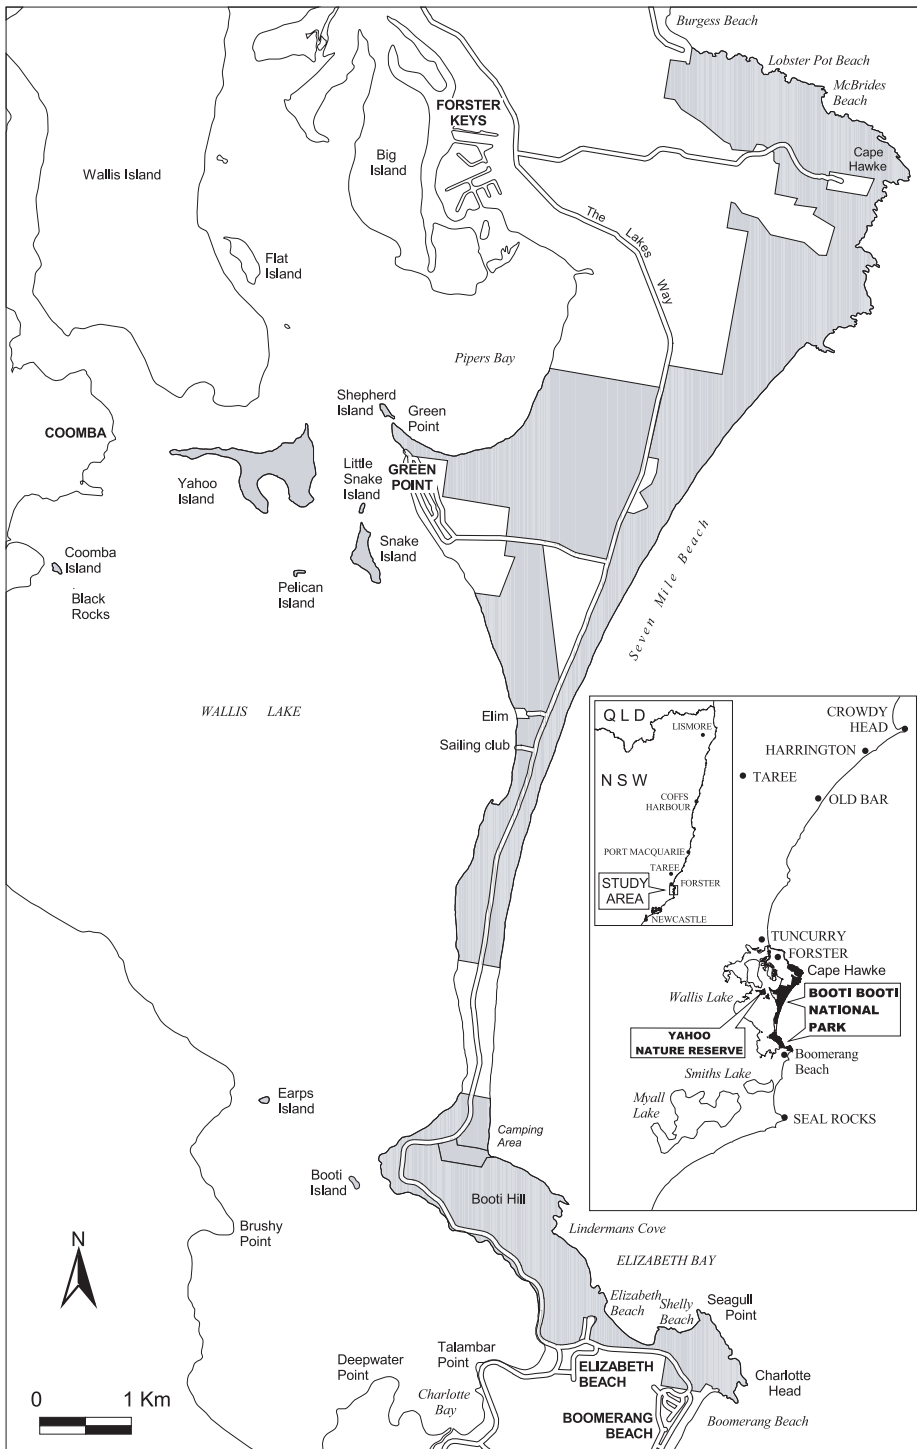 Burgess Beach
Lobster Pot Beach
McBrides
Beach
FORSTER
KEYS
Cape
Hawke
Big
Island
Wallis Island
The Lakes Way
Flat
Island
Pipers Bay
Shepherd
Island
Green
Point
COOMBA
Little
Snake
Island
GREEN
POINT
Yahoo
Island
Snake
Island
Coomba
Island
Pelican
Island
Black
Rocks
Seven Mile Beach
WALLIS LAKE
Elim
Sailing club
QLD
LISMORE
NSW
COFFS
HARBOUR
PORT MACQUARIE
TAREE
STUDY
AREA
FORSTER
NEWCASTLE
CROWDY
HEAD
HARRINGTON
TAREE
OLD BAR
TUNCURRY
FORSTER
Cape Hawke
Wallis Lake
BOOTI BOOTI
NATIONAL
PARK
YAHOO
NATURE RESERVE
Boomerang
Beach
Smiths Lake
Myall
Lake
SEAL ROCKS
Earps
Island
Camping
Area
Booti
Island
Booti Hill
Brushy
Point
Lindermans Cove
ELIZABETH BAY
N
Elizabeth
Beach
Shelly
Beach
Seagull
Point
Talambar
Point
Deepwater
Point
ELIZABETH
BEACH
Charlotte
Head
Charlotte
Bay
BOOMERANG
BEACH
Boomerang Beach
0 1 Km